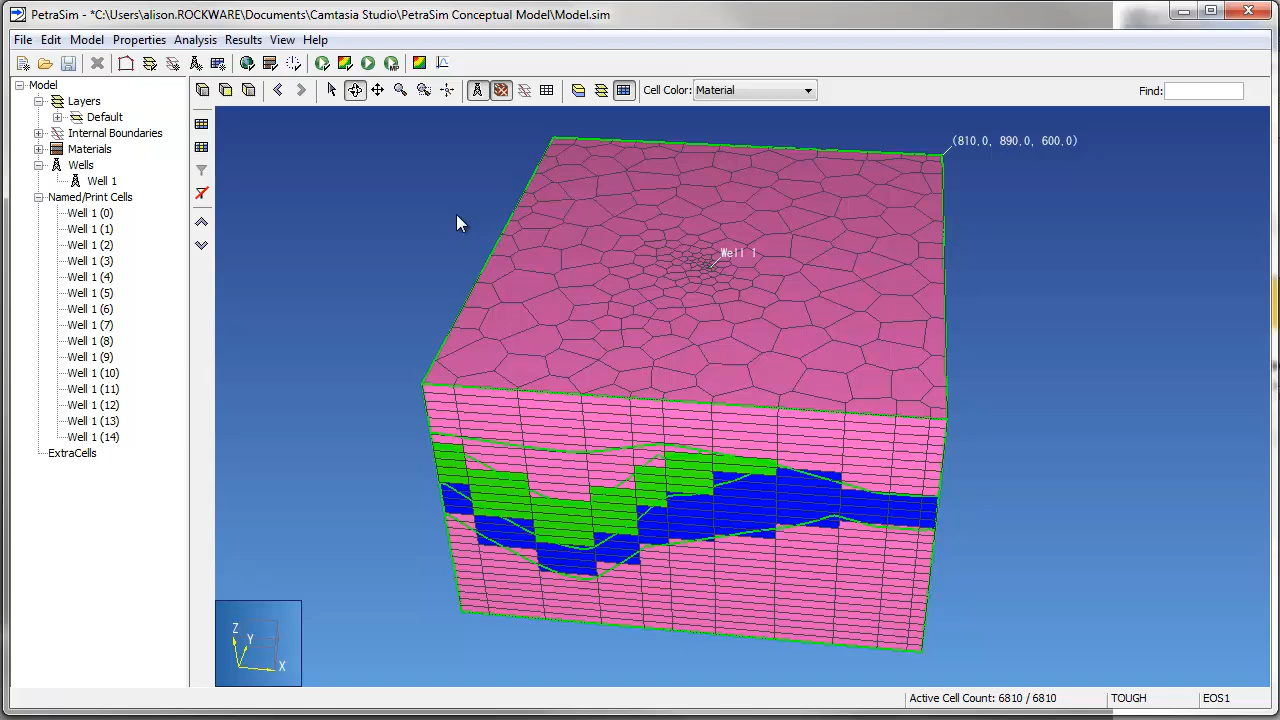 PetraSim - *C:\Users\alison.ROCKWARE\Documents\Camtasia Studio\PetraSim Conceptual Model\Model.sim
File Edit Model Properties Analysis Results View Help
Cell Color: Material
Find:
Model
Layers
Default
Internal Boundaries
Materials
Wells
Well 1
Named/Print Cells
Well 1 (0)
Well 1 (1)
Well 1 (2)
Well 1 (3)
Well 1 (4)
Well 1 (5)
Well 1 (6)
Well 1 (7)
Well 1 (8)
Well 1 (9)
Well 1 (10)
Well 1 (11)
Well 1 (12)
Well 1 (13)
Well 1 (14)
ExtraCells
(810.0, 890.0, 600.0)
Well 1
Z
Y
X
Active Cell Count: 6810 / 6810
TOUGH
EOS1